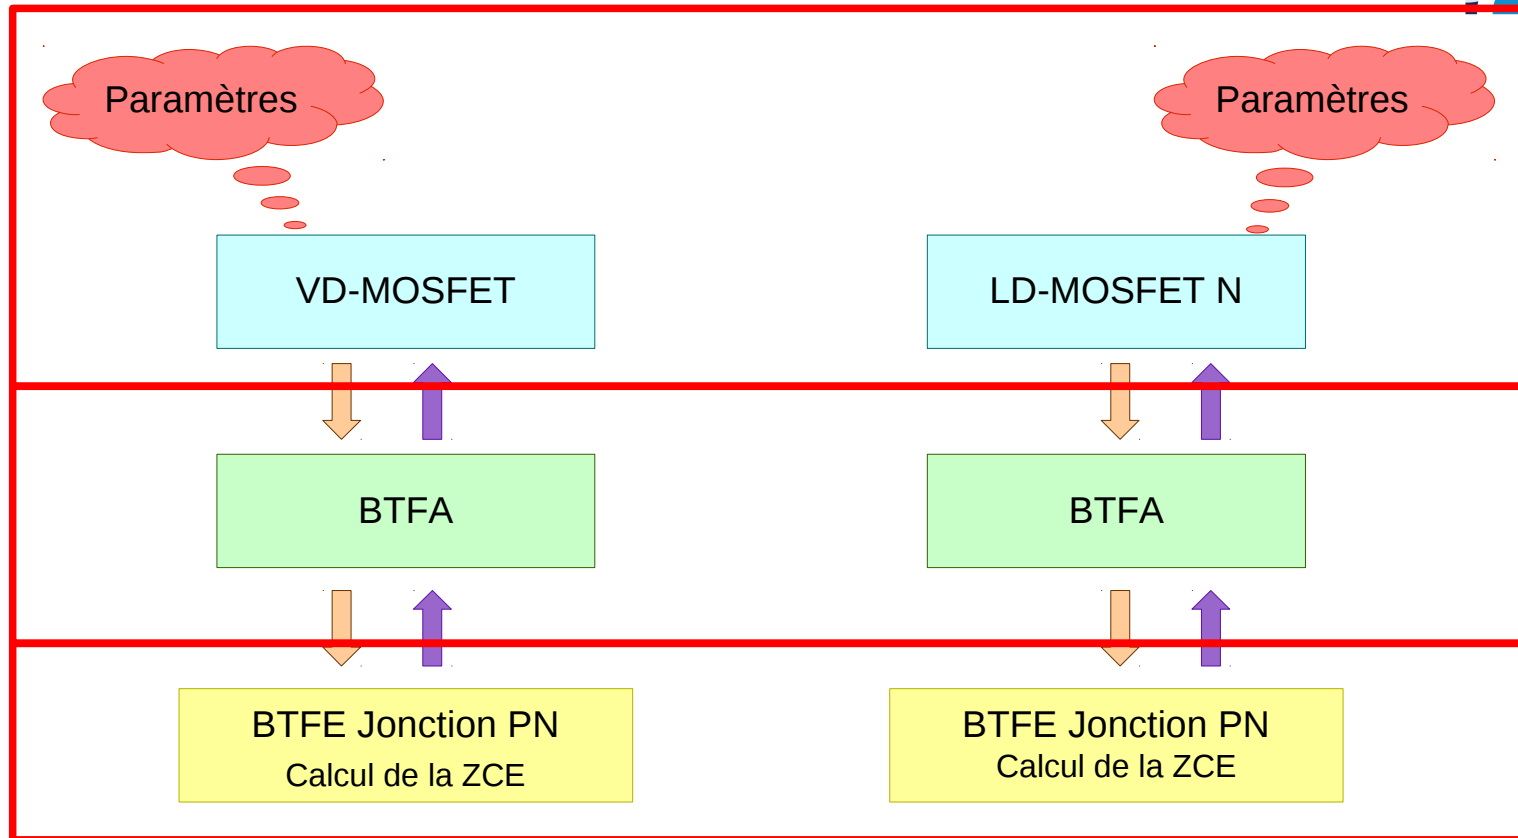 Paramètres
Paramètres
VD-MOSFET
LD-MOSFET N
BTFA
BTFA
BTFE Jonction PN
Calcul de la ZCE
BTFE Jonction PN
Calcul de la ZCE